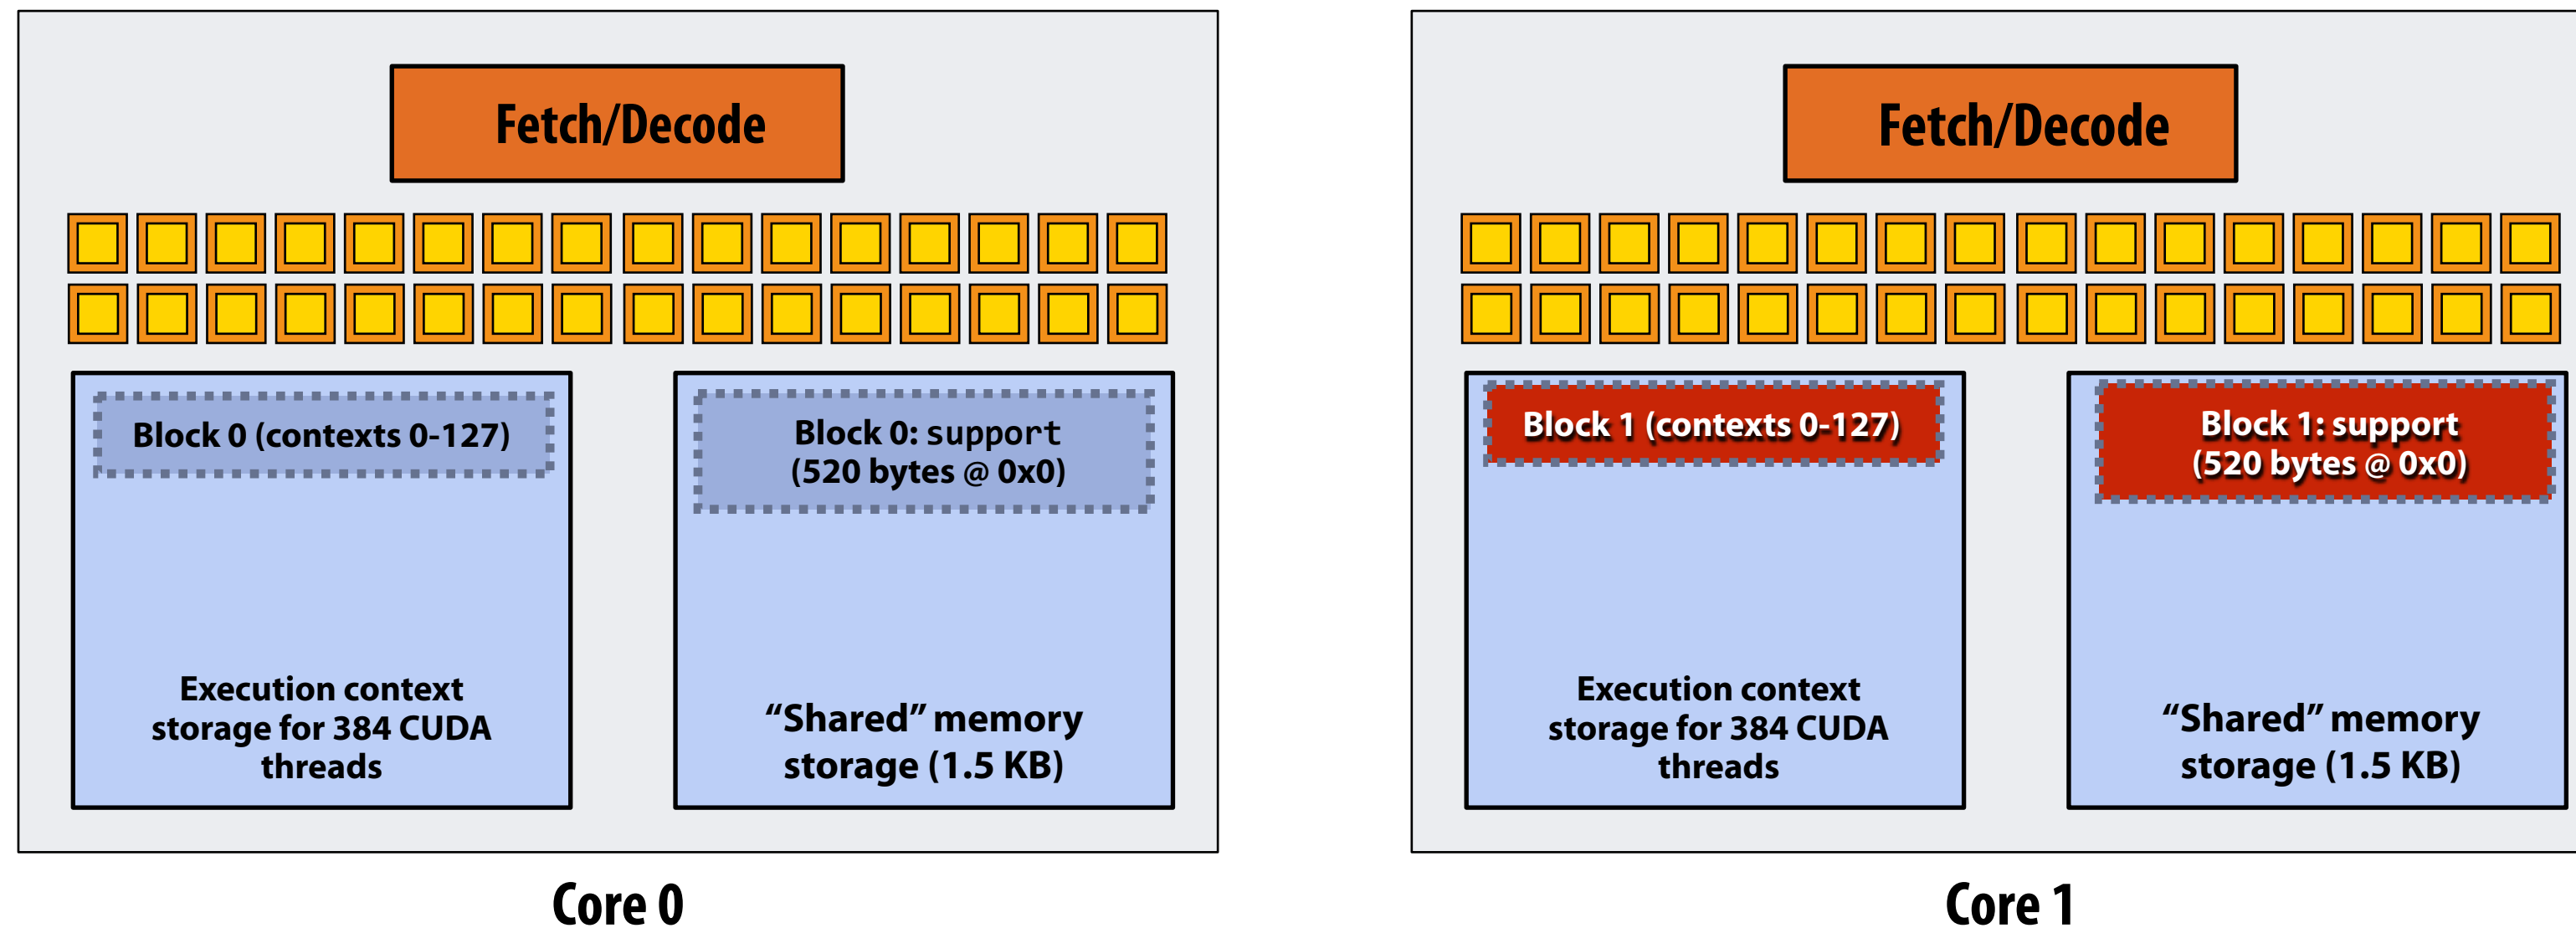 Fetch/Decode
Block 0 (contexts 0-127)
Block 0: support
(520 bytes @ 0x0)
Execution context
storage for 384 CUDA
threads
“Shared” memory
storage (1.5 KB)
Core 0
Fetch/Decode
Block 1 (contexts 0-127)
Block 1: support
(520 bytes @ 0x0)
Execution context
storage for 384 CUDA
threads
“Shared” memory
storage (1.5 KB)
Core 1